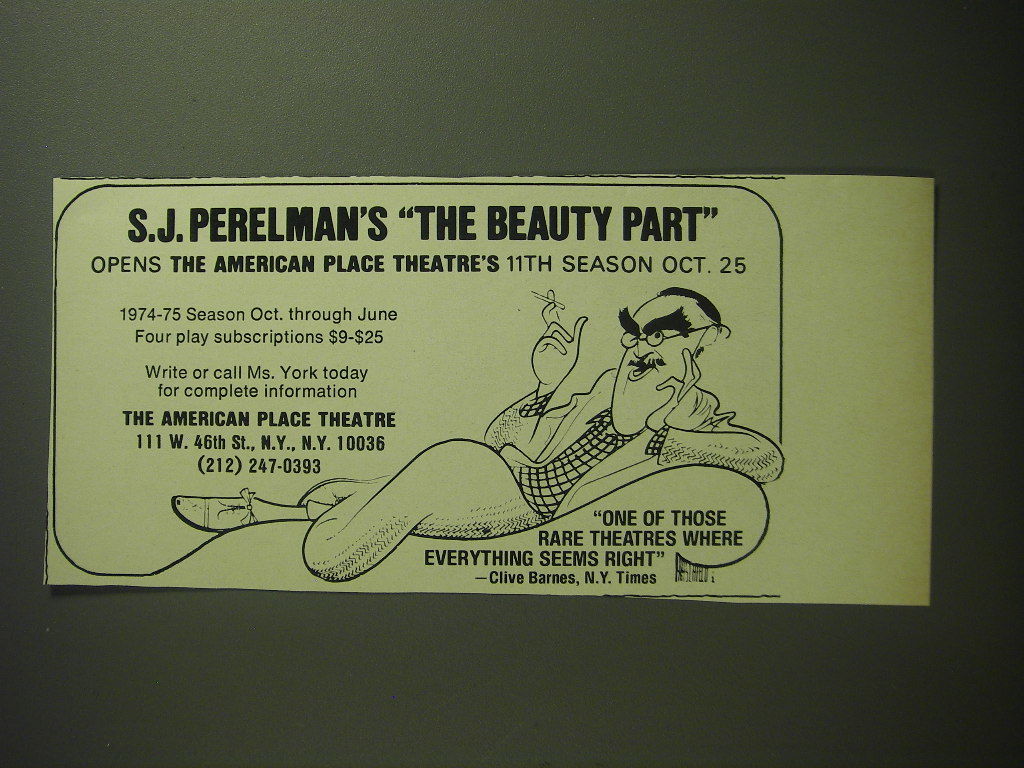 S.J. PERELMAN'S "THE BEAUTY PART"
OPENS THE AMERICAN PLACE THEATRE'S 11TH SEASON OCT. 25
1974-75 Season Oct. through June
Four play subscriptions $9-$25
Write or call Ms. York today
for complete information
THE AMERICAN PLACE THEATRE
111 W. 46th St., N.Y., N.Y. 10036
(212) 247-0393
"ONE OF THOSE
RARE THEATRES WHERE
EVERYTHING SEEMS RIGHT"
—Clive Barnes, N.Y. Times